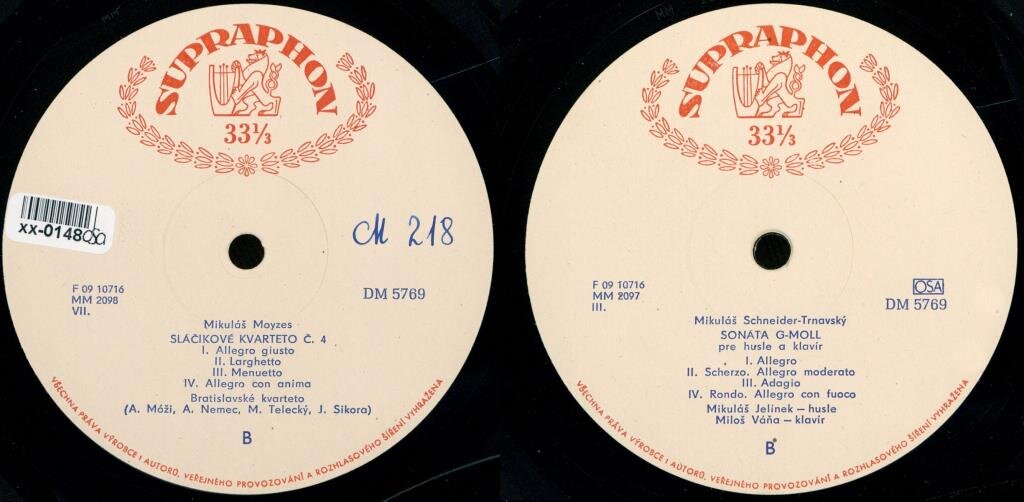 SUPRAPHON
33⅓
xx-0148
OSA
M 218
F 09 10716
MM 2098
VII.
DM 5769
Mikuláš Moyzes
SLÁČIKOVÉ KVARTETO Č. 4
I. Allegro giusto
II. Larghetto
III. Menuetto
IV. Allegro con anima
Bratislavské kvarteto
(A. Móži, A. Nemec, M. Telecký, J. Sikora)
B
VŠECHNA PRÁVA VÝROBCE I AUTORŮ, VEŘEJNÉHO PROVOZOVÁNÍ A ROZHLASOVÉHO ŠÍŘENÍ VYHRAŽENA
SUPRAPHON
33⅓
F 09 10716
MM 2097
III.
OSA
DM 5769
Mikuláš Schneider-Trnavský
SONÁTA G-MOLL
pre husle a klavír
I. Allegro
II. Scherzo. Allegro moderato
III. Adagio
IV. Rondo. Allegro con fuoco
Mikuláš Jelínek – husle
Miloš Váňa – klavír
B
VŠECHNA PRÁVA VÝROBCE I AUTORŮ, VEŘEJNÉHO PROVOZOVÁNÍ A ROZHLASOVÉHO ŠÍŘENÍ VYHRAŽENA